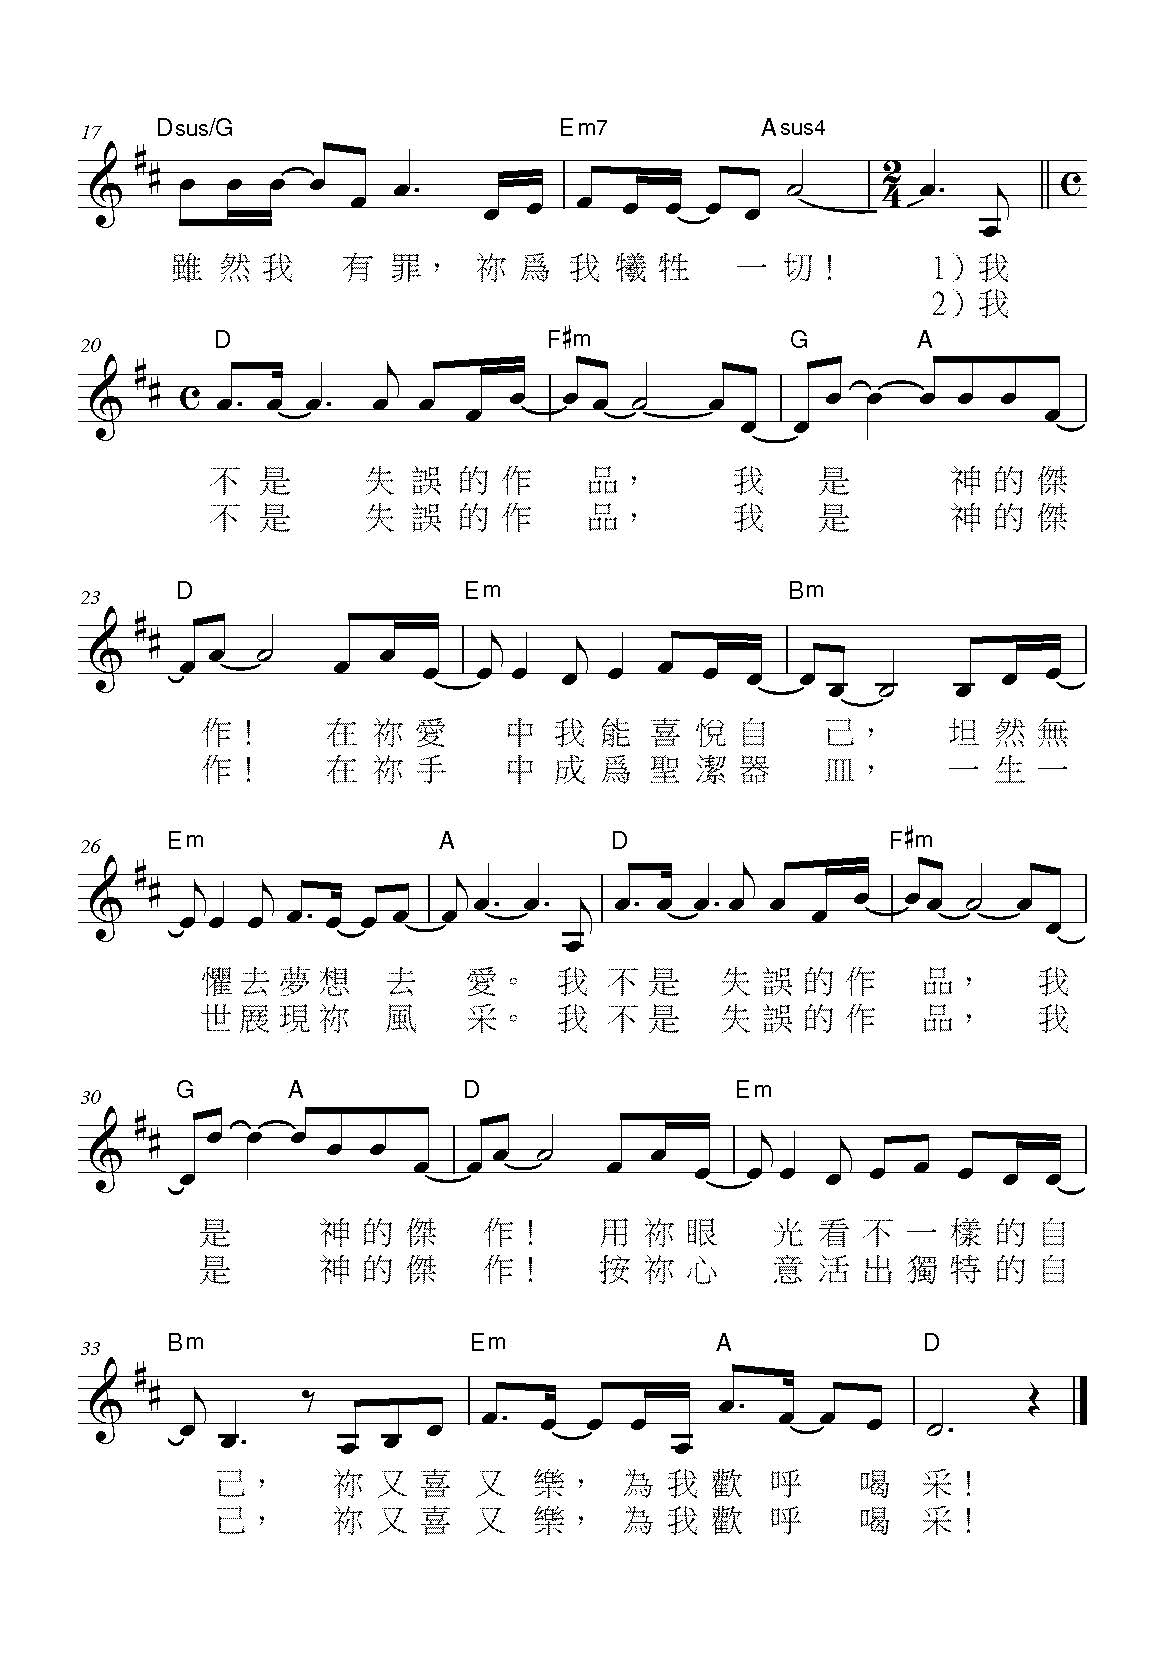 17 Dsus/G Em7 Asus4
雖然我 有罪， 祢爲我犧牲 一切！ 1）我
2）我
20 D F#m G A
不是 失誤的作 品， 我 是 神的傑
不是 失誤的作 品， 我 是 神的傑
23 D Em Bm
作！ 在祢愛 中我能喜悅自 己， 坦然無
作！ 在祢手 中成爲聖潔器 皿， 一生一
26 Em A D F#m
懼去夢想 去 愛。 我不是 失誤的作 品， 我
世展現祢 風 采。 我不是 失誤的作 品， 我
30 G A D Em
是 神的傑 作！ 用祢眼 光看不一樣的自
是 神的傑 作！ 按祢心 意活出獨特的自
33 Bm Em A D
己， 祢又喜又樂， 為我歡呼 喝采！
己， 祢又喜又樂， 為我歡呼 喝采！